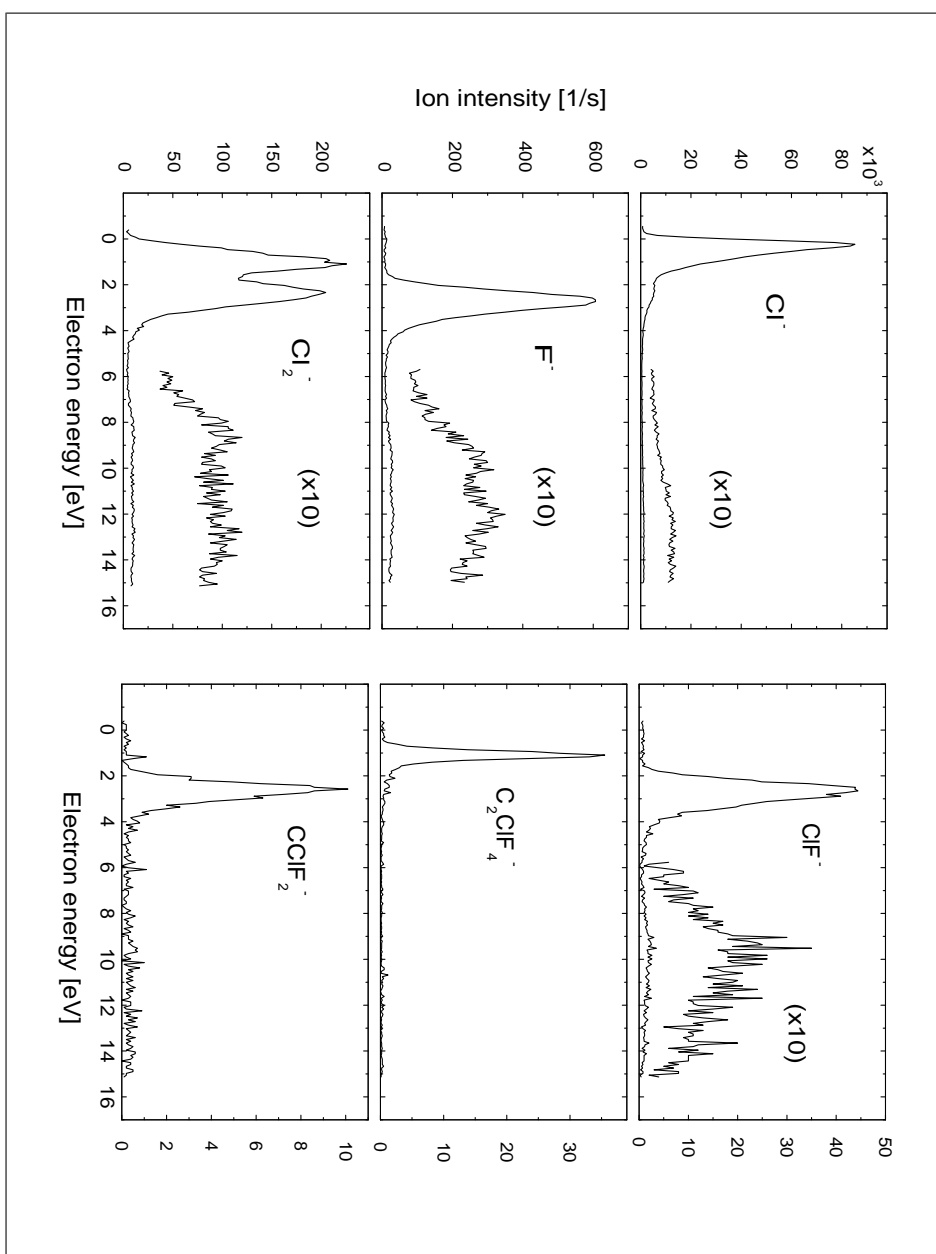 Ion intensity [1/s]
x10³
80
60
40
20
0
Cl⁻
(x10)
50
40
30
20
10
0
ClF⁻
(x10)
600
400
200
0
F⁻
(x10)
30
20
10
0
C₂ClF₄⁻
200
150
100
50
0
Cl₂⁻
(x10)
10
8
6
4
2
0
CClF₂⁻
0 2 4 6 8 10 12 14 16
0 2 4 6 8 10 12 14 16
Electron energy [eV]
Electron energy [eV]